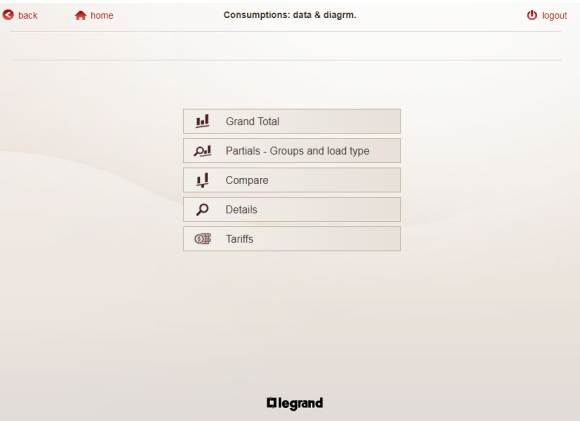 back home Consumptions: data & diagrm. logout
Grand Total
Partials - Groups and load type
Compare
Details
Tariffs
legrand